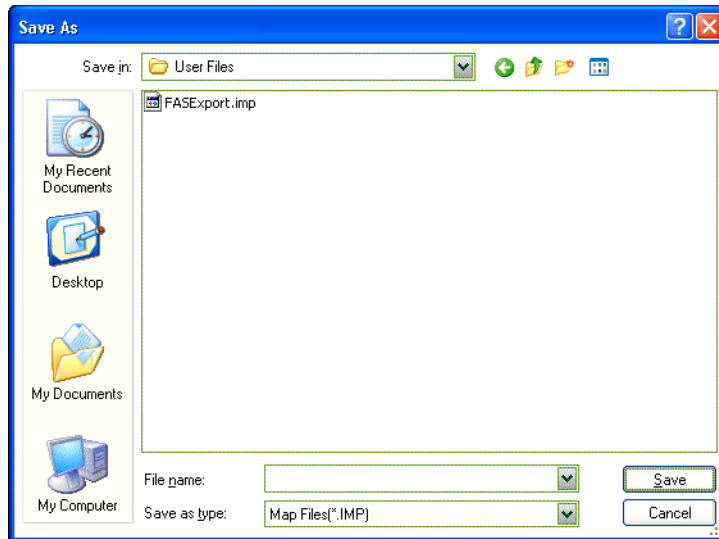 Save As
Save in: User Files
FASExport.imp
My Recent
Documents
Desktop
My Documents
My Computer
File name:
Save
Save as type: Map Files(*.IMP)
Cancel